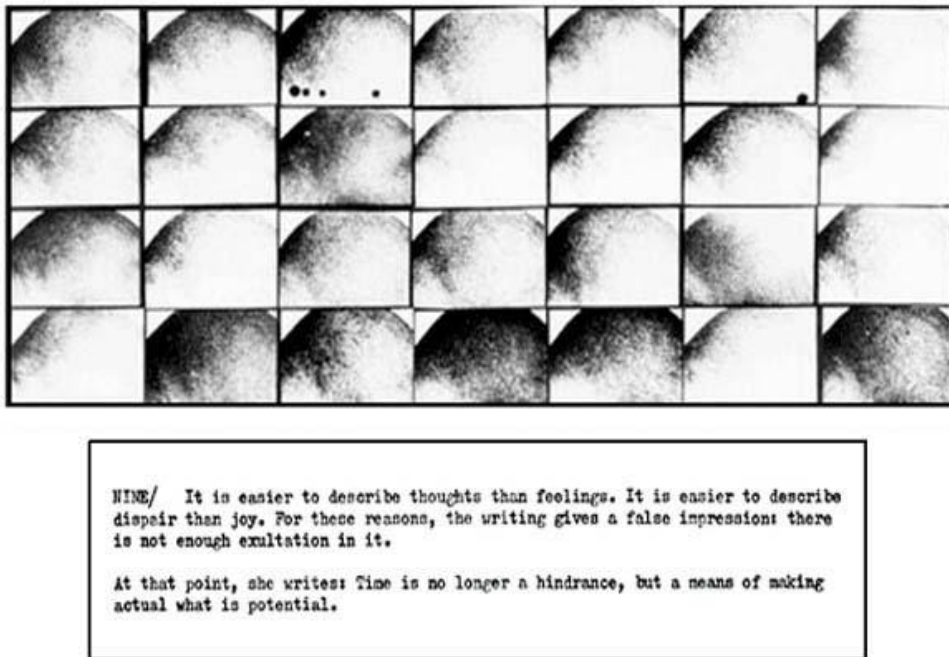 NINE/ It is easier to describe thoughts than feelings. It is easier to describe
dispair than joy. For these reasons, the writing gives a false impression: there
is not enough exultation in it.
At that point, she writes: Time is no longer a hindrance, but a means of making
actual what is potential.